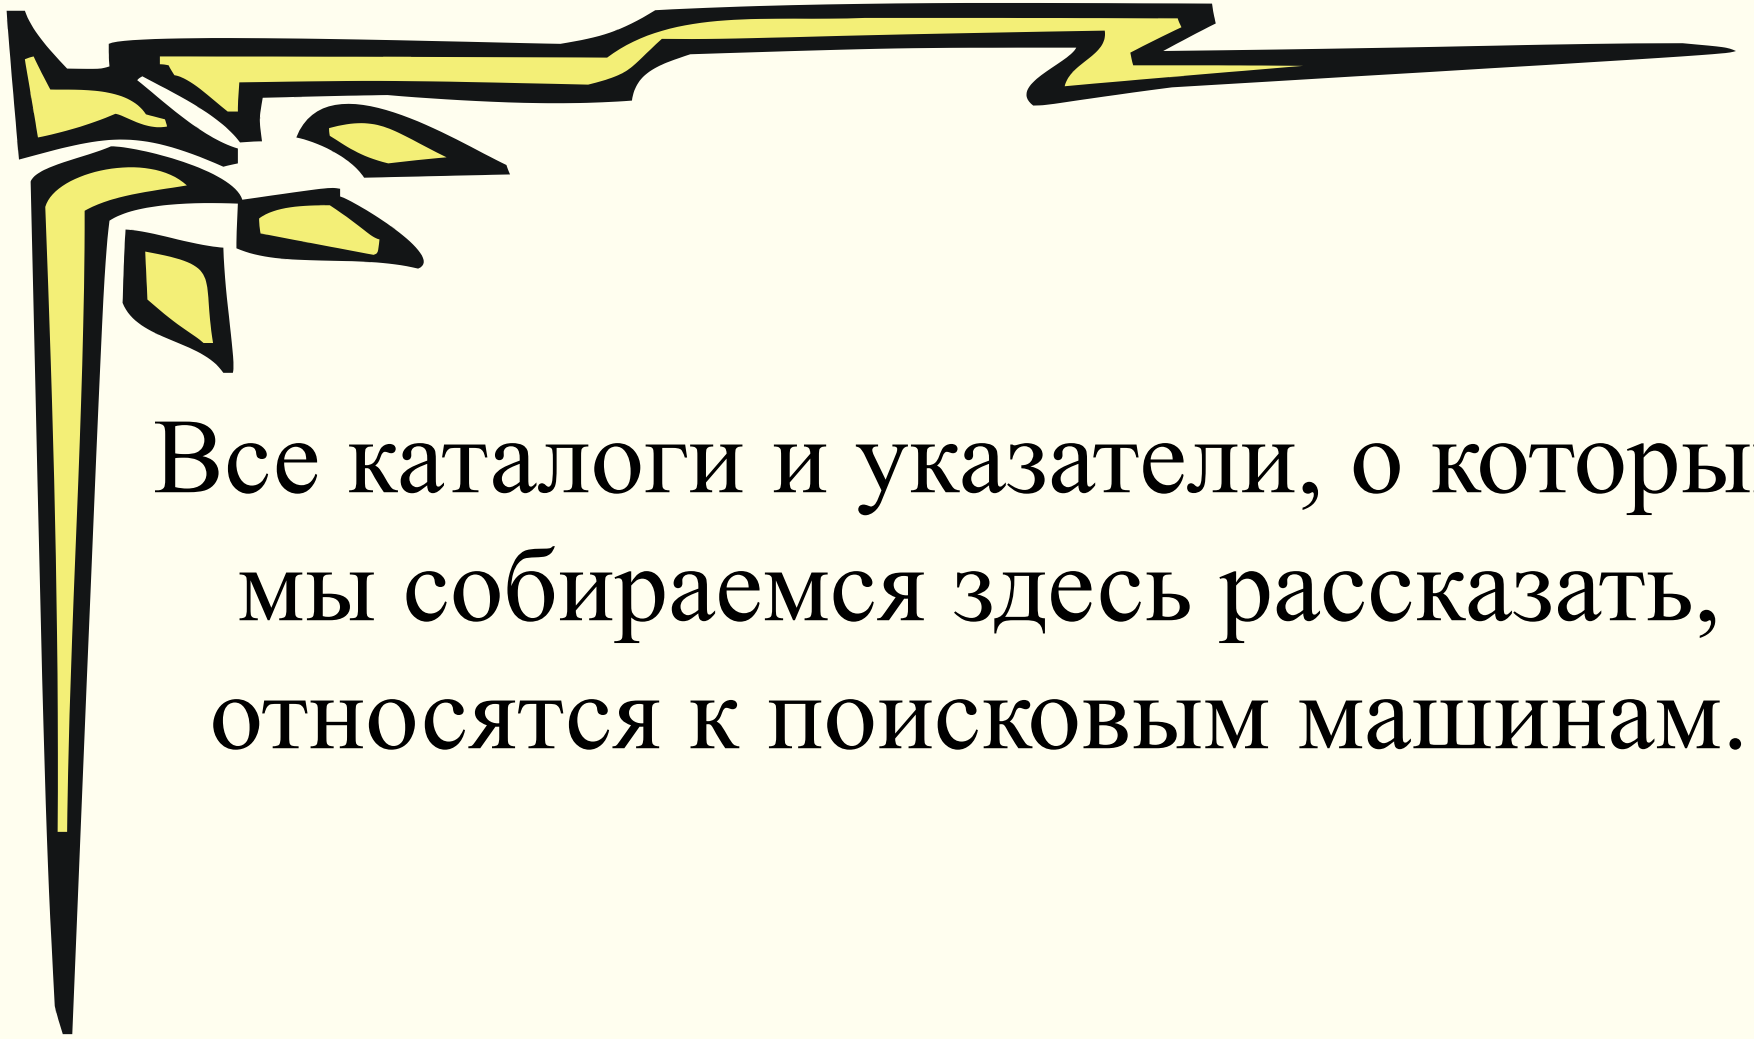 Все каталоги и указатели, о которы
мы собираемся здесь рассказать,
относятся к поисковым машинам.